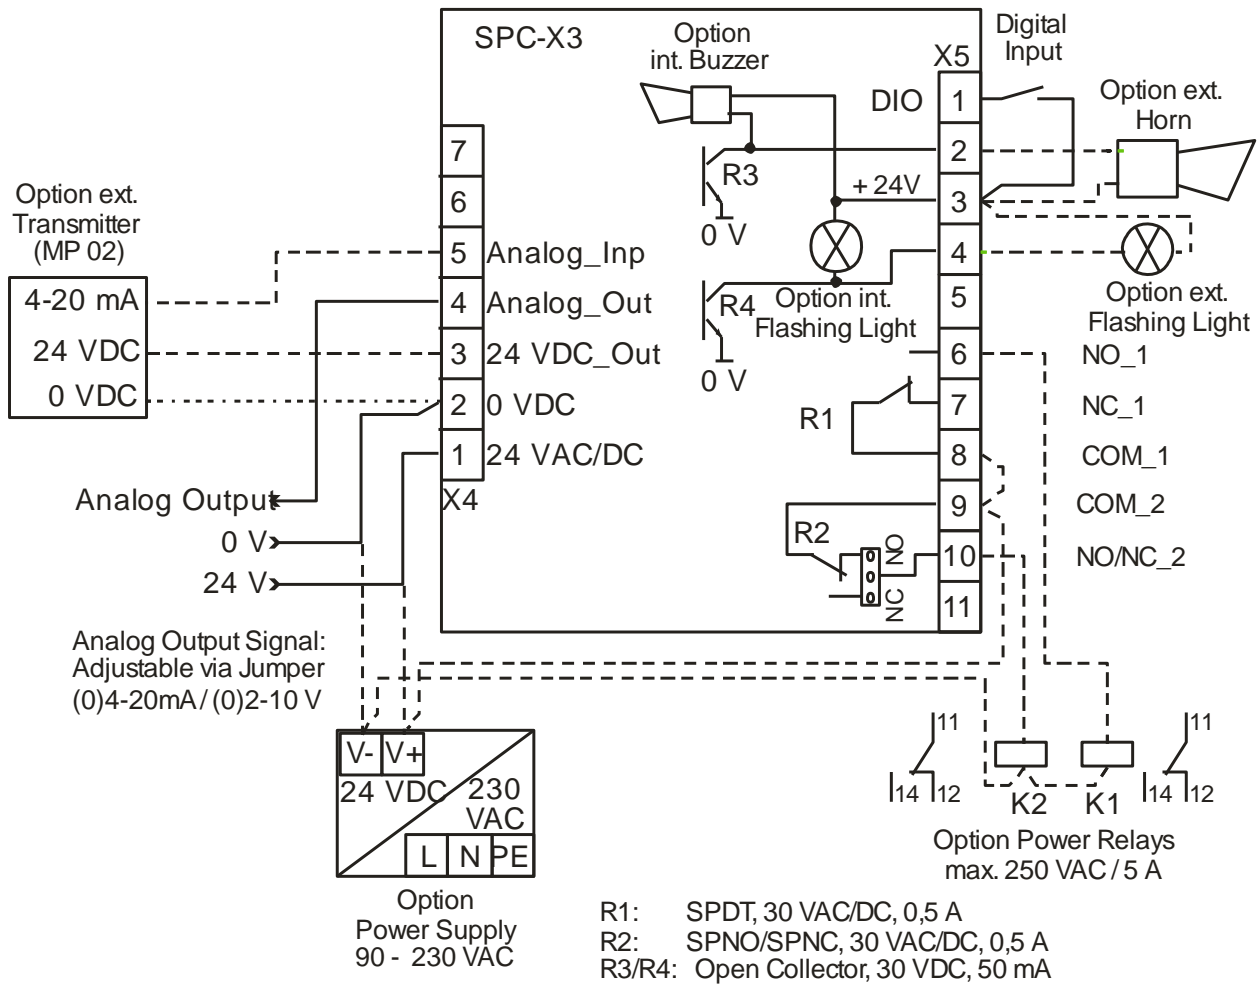 SPC-X3
Option
int. Buzzer
X5
Digital
Input
DIO
1
Option ext.
Horn
7
2
R3
6
+ 24V
3
0 V
Option ext.
Transmitter
(MP 02)
5 Analog_Inp
4
4-20 mA
4 Analog_Out
R4
Option int.
Flashing Light
5
Option ext.
Flashing Light
24 VDC
3 24 VDC_Out
6
NO_1
0 V
0 VDC
2 0 VDC
R1
7
NC_1
1 24 VAC/DC
8
COM_1
Analog Output
X4
9
COM_2
0 V
R2
NO
10
NO/NC_2
24 V
NC
11
Analog Output Signal:
Adjustable via Jumper
(0)4-20mA / (0)2-10 V
V- V+
24 VDC
230
VAC
L N PE
Option
Power Supply
90 - 230 VAC
11
14 12
K2
K1
11
14 12
Option Power Relays
max. 250 VAC / 5 A
R1: SPDT, 30 VAC/DC, 0,5 A
R2: SPNO/SPNC, 30 VAC/DC, 0,5 A
R3/R4: Open Collector, 30 VDC, 50 mA